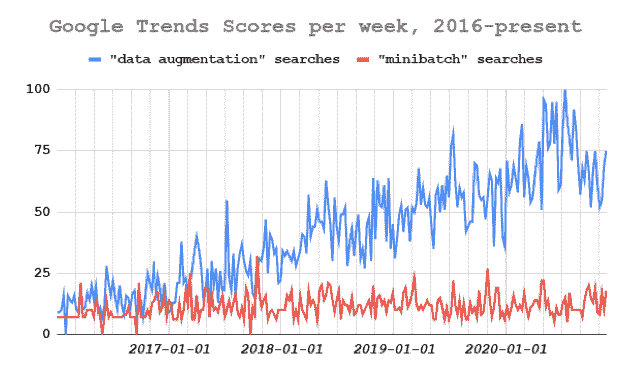 Google Trends Scores per week, 2016-present
"data augmentation" searches "minibatch" searches
100
75
50
25
0
2017-01-01 2018-01-01 2019-01-01 2020-01-01